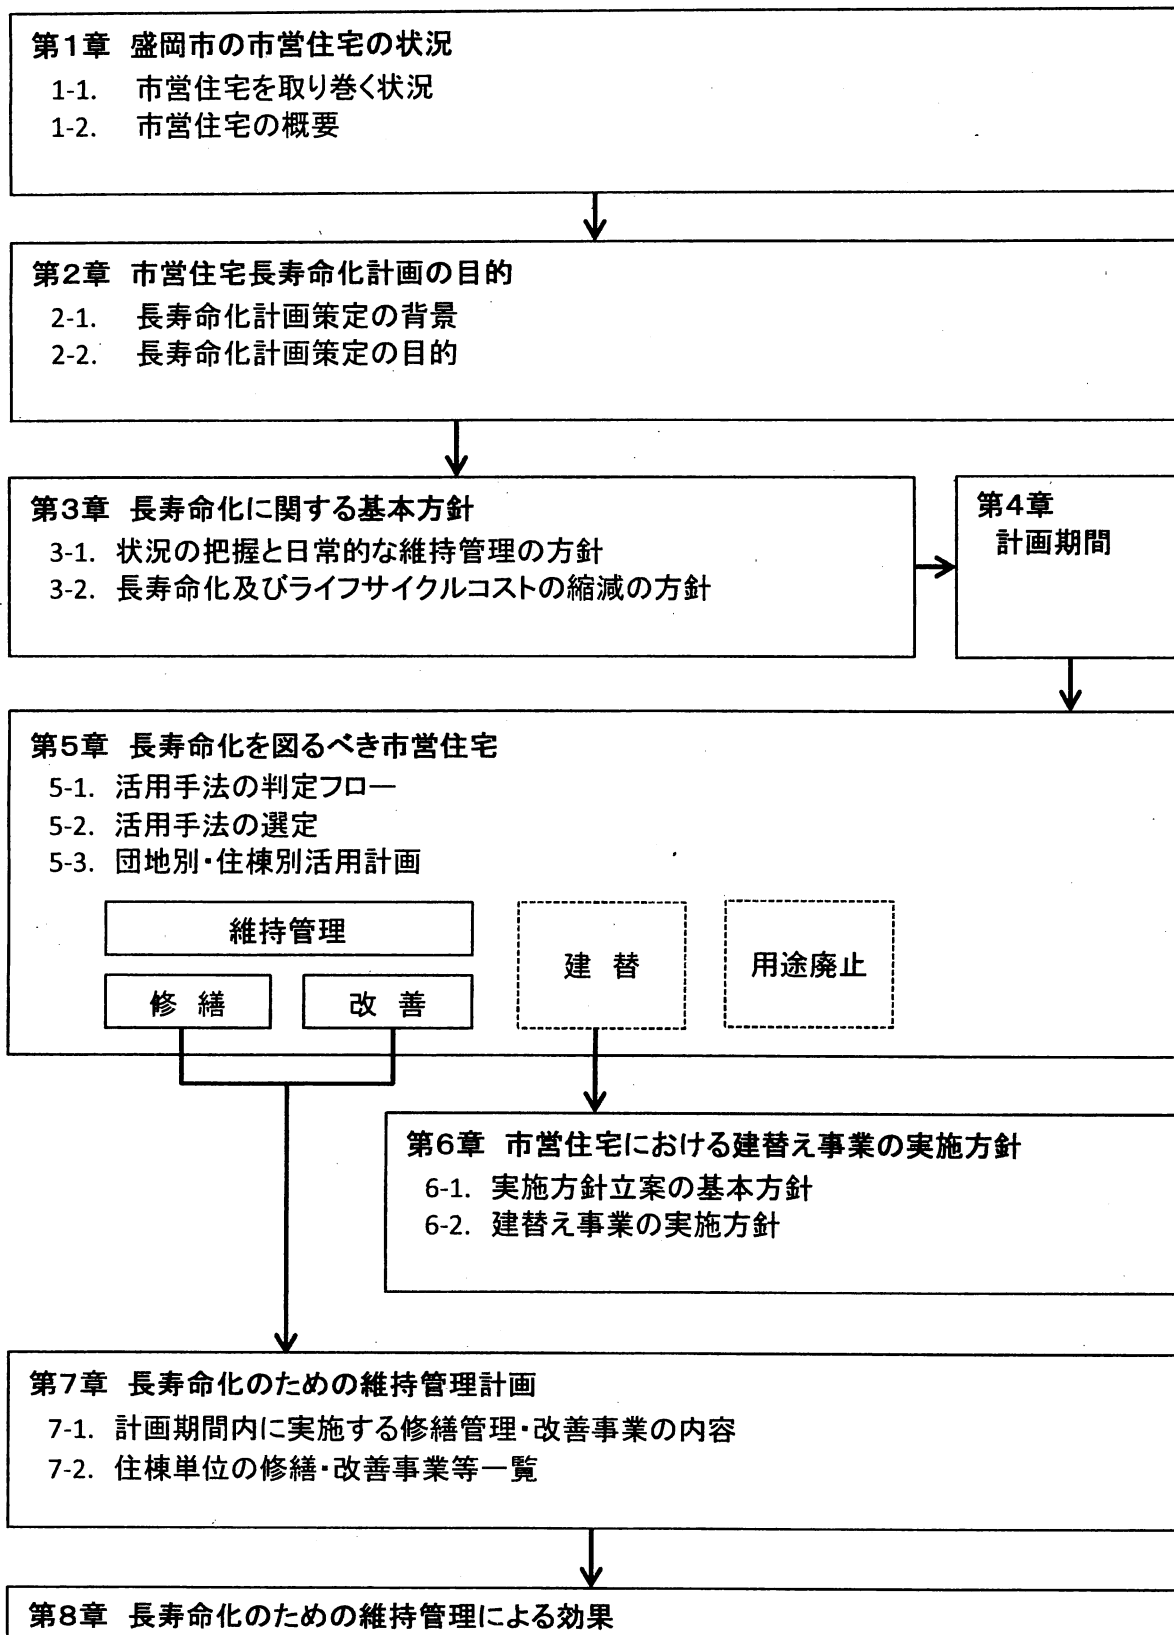 第1章 盛岡市の市営住宅の状況
1-1. 市営住宅を取り巻く状況
1-2. 市営住宅の概要
第2章 市営住宅長寿命化計画の目的
2-1. 長寿命化計画策定の背景
2-2. 長寿命化計画策定の目的
第3章 長寿命化に関する基本方針
3-1. 状況の把握と日常的な維持管理の方針
3-2. 長寿命化及びライフサイクルコストの縮減の方針
第4章
計画期間
第5章 長寿命化を図るべき市営住宅
5-1. 活用手法の判定フロー
5-2. 活用手法の選定
5-3. 団地別・住棟別活用計画
維持管理
修 繕
改 善
建 替
用途廃止
第6章 市営住宅における建替え事業の実施方針
6-1. 実施方針立案の基本方針
6-2. 建替え事業の実施方針
第7章 長寿命化のための維持管理計画
7-1. 計画期間内に実施する修繕管理・改善事業の内容
7-2. 住棟単位の修繕・改善事業等一覧
第8章 長寿命化のための維持管理による効果